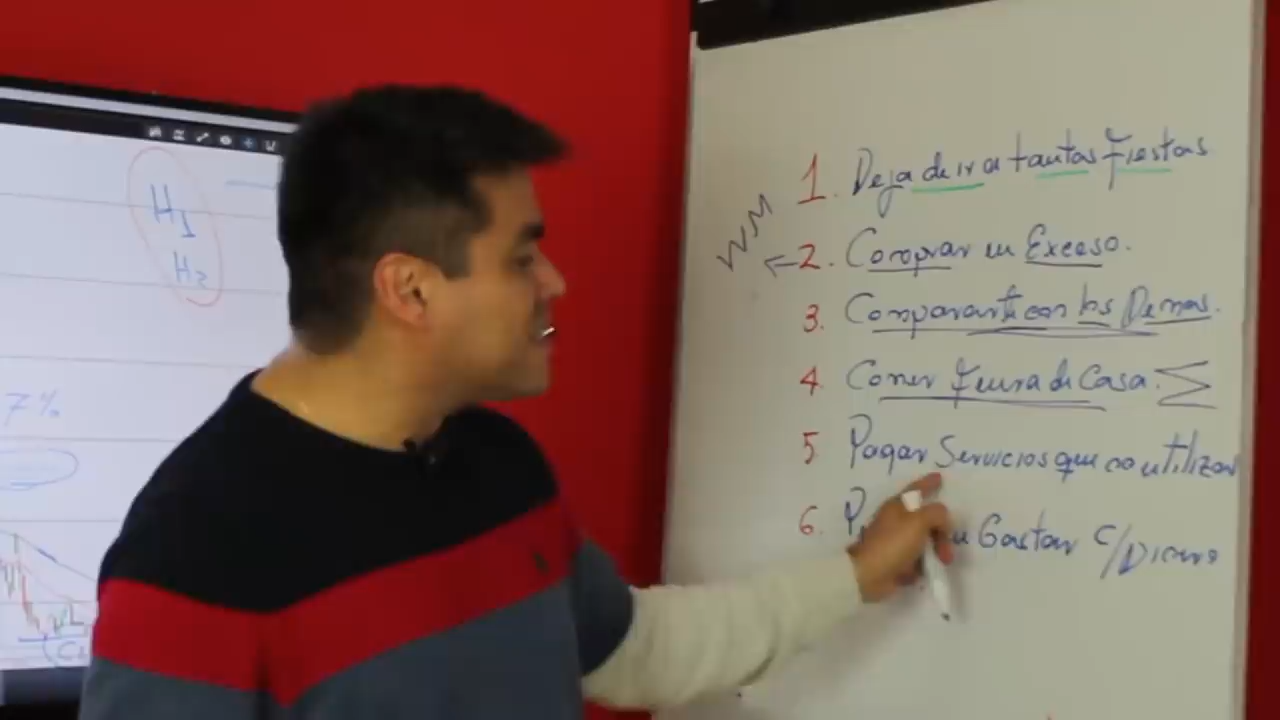 H1
H2
7%
1. Deja de ir a tantas fiestas
2. Comprar en Exceso.
3. Compararte con los Demas.
4 Comer fuera de Casa.
5 Pagar Servicios que no utilizas
6. Gastar c/Dinero